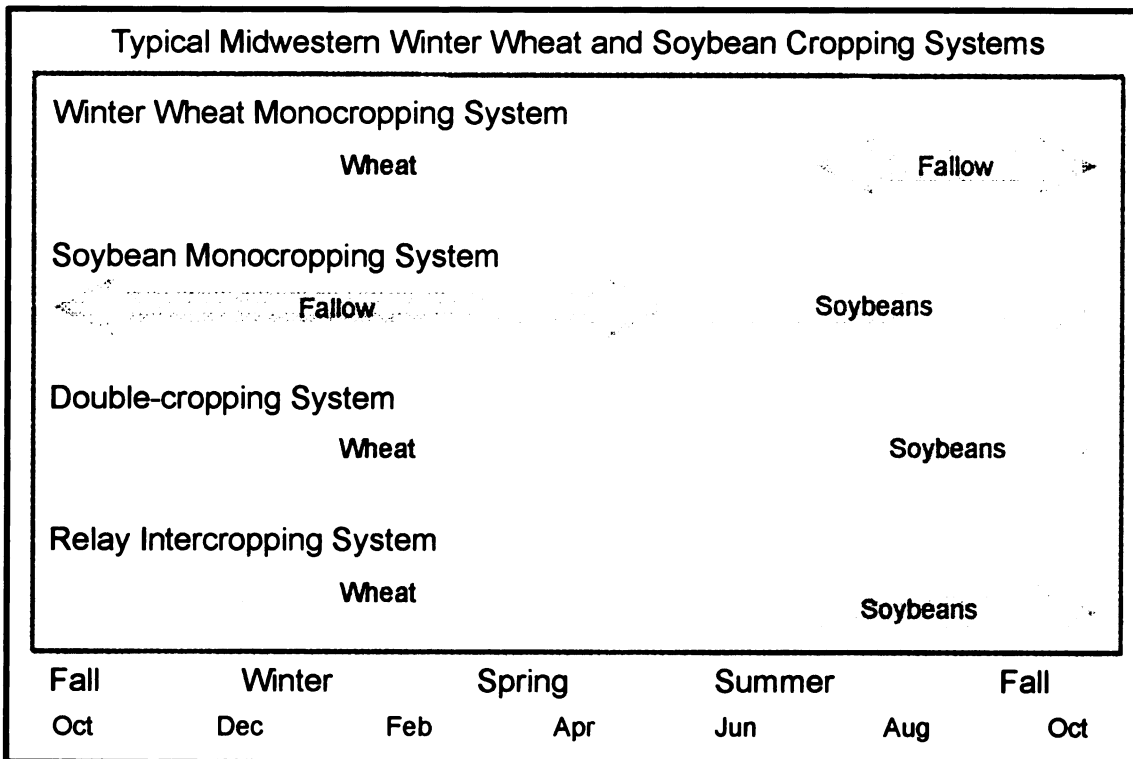 Typical Midwestern Winter Wheat and Soybean Cropping Systems
Winter Wheat Monocropping System
Wheat Fallow
Soybean Monocropping System
Fallow Soybeans
Double-cropping System
Wheat Soybeans
Relay Intercropping System
Wheat Soybeans
Fall Winter Spring Summer Fall
Oct Dec Feb Apr Jun Aug Oct